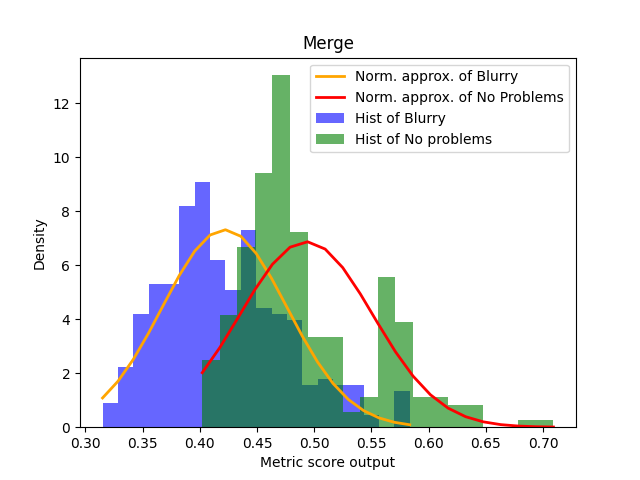 Merge
Norm. approx. of Blurry
Norm. approx. of No Problems
Hist of Blurry
Hist of No problems
Density
12
10
8
6
4
2
0
0.30 0.35 0.40 0.45 0.50 0.55 0.60 0.65 0.70
Metric score output